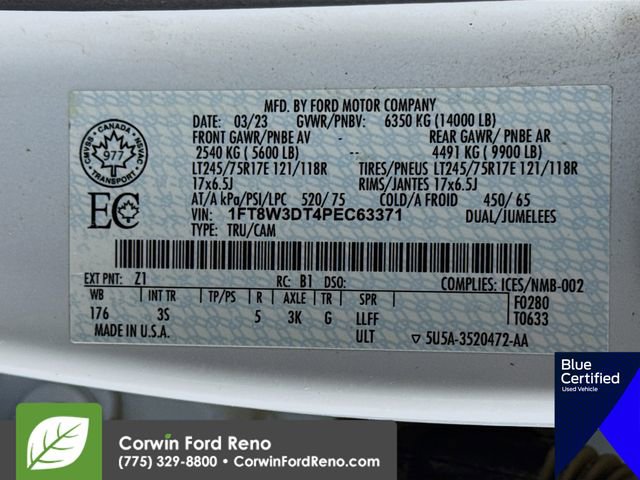 MFD. BY FORD MOTOR COMPANY
DATE: 03/23 GVWR/PNBV: 6350 KG (14000 LB)
FRONT GAWR/PNBE AV -- REAR GAWR/ PNBE AR
2540 KG ( 5600 LB) -- 4491 KG ( 9900 LB)
LT245/75R17E 121/118R TIRES/PNEUS LT245/75R17E 121/118R
17x6.5J RIMS/JANTES 17x6.5J
AT/A kPa/PSI/LPC 520/ 75 COLD/A FROID 450/ 65
VIN: 1FT8W3DT4PEC63371 DUAL/JUMELEES
TYPE: TRU/CAM
CANADA
CMVSS NSVAC
977
TRANSPORT
EC
EXT PNT: Z1 RC: B1 DSO: COMPLIES: ICES/NMB-002
WB INT TR TP/PS R AXLE TR SPR F0280
176 3S 5 3K G LLFF T0633
ULT
MADE IN U.S.A. 5U5A-3520472-AA
Blue
Certified
Used Vehicle
Corwin Ford Reno
(775) 329-8800 • CorwinFordReno.com